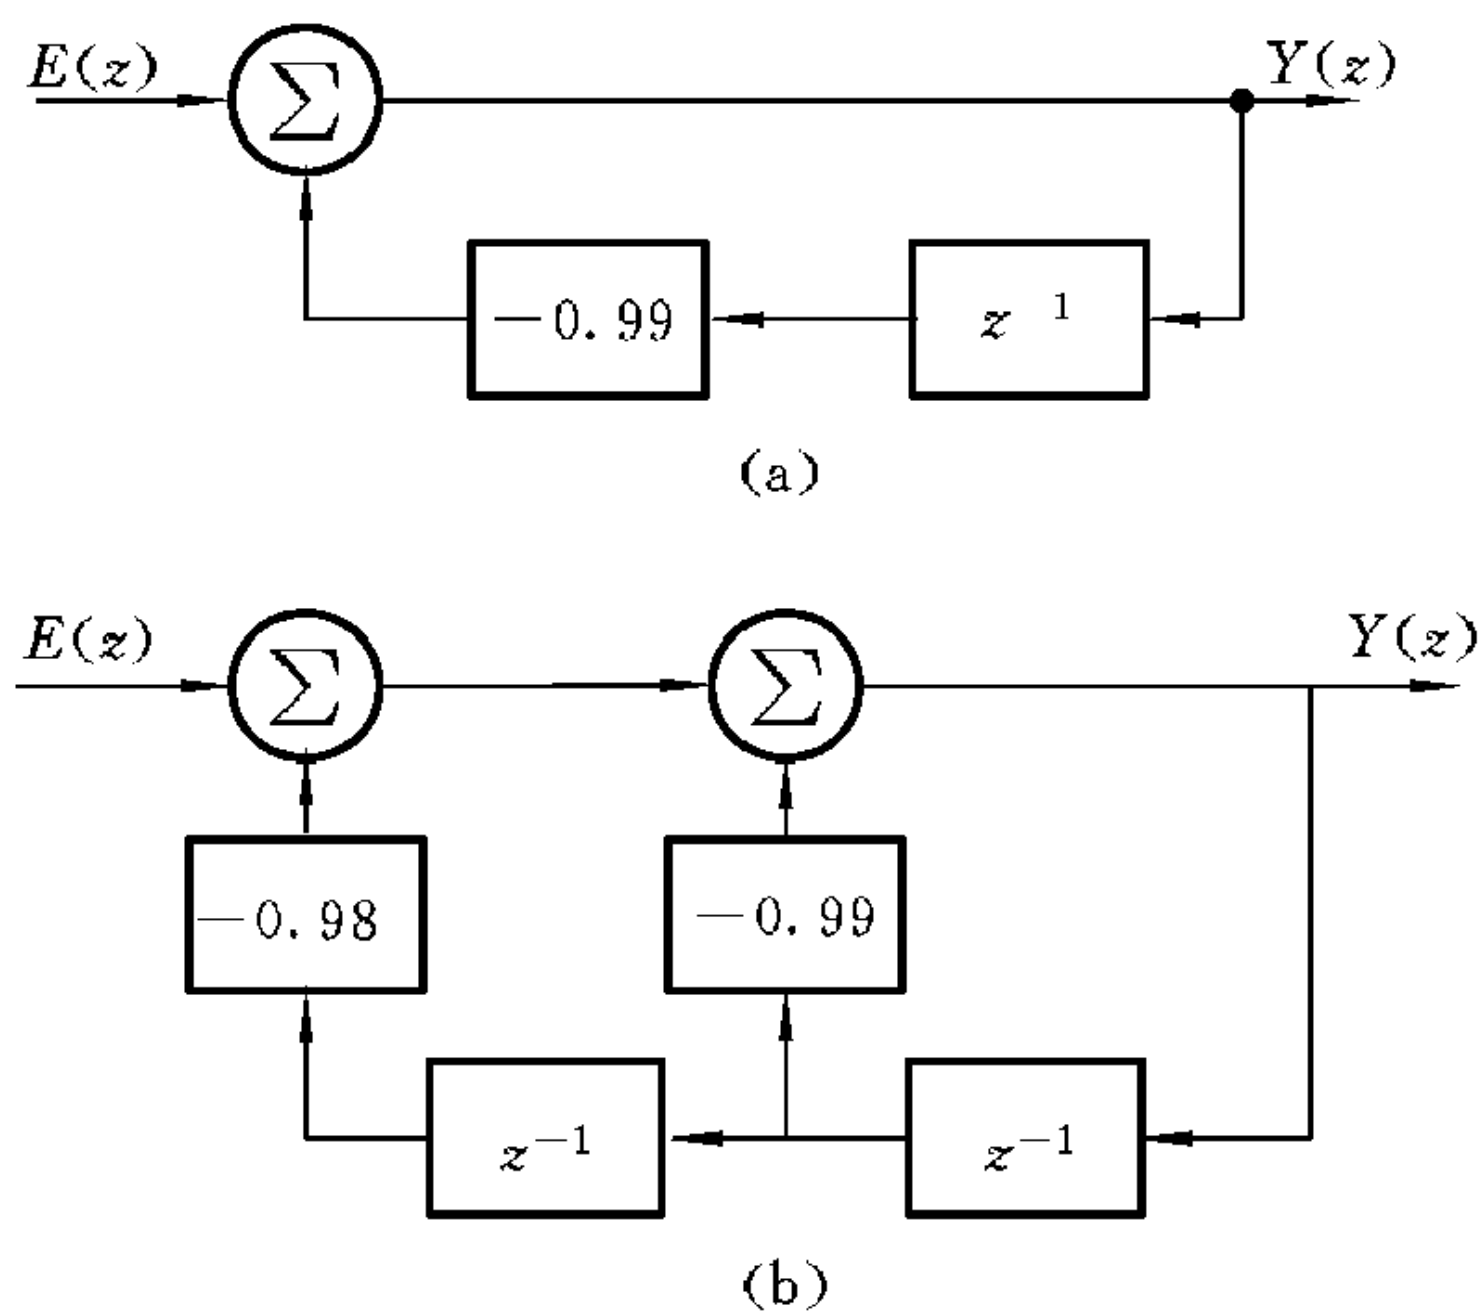 E(z) Σ Y(z)
-0.99 z 1
(a)
E(z) Σ Σ Y(z)
-0.98 -0.99
z⁻¹ z⁻¹
(b)